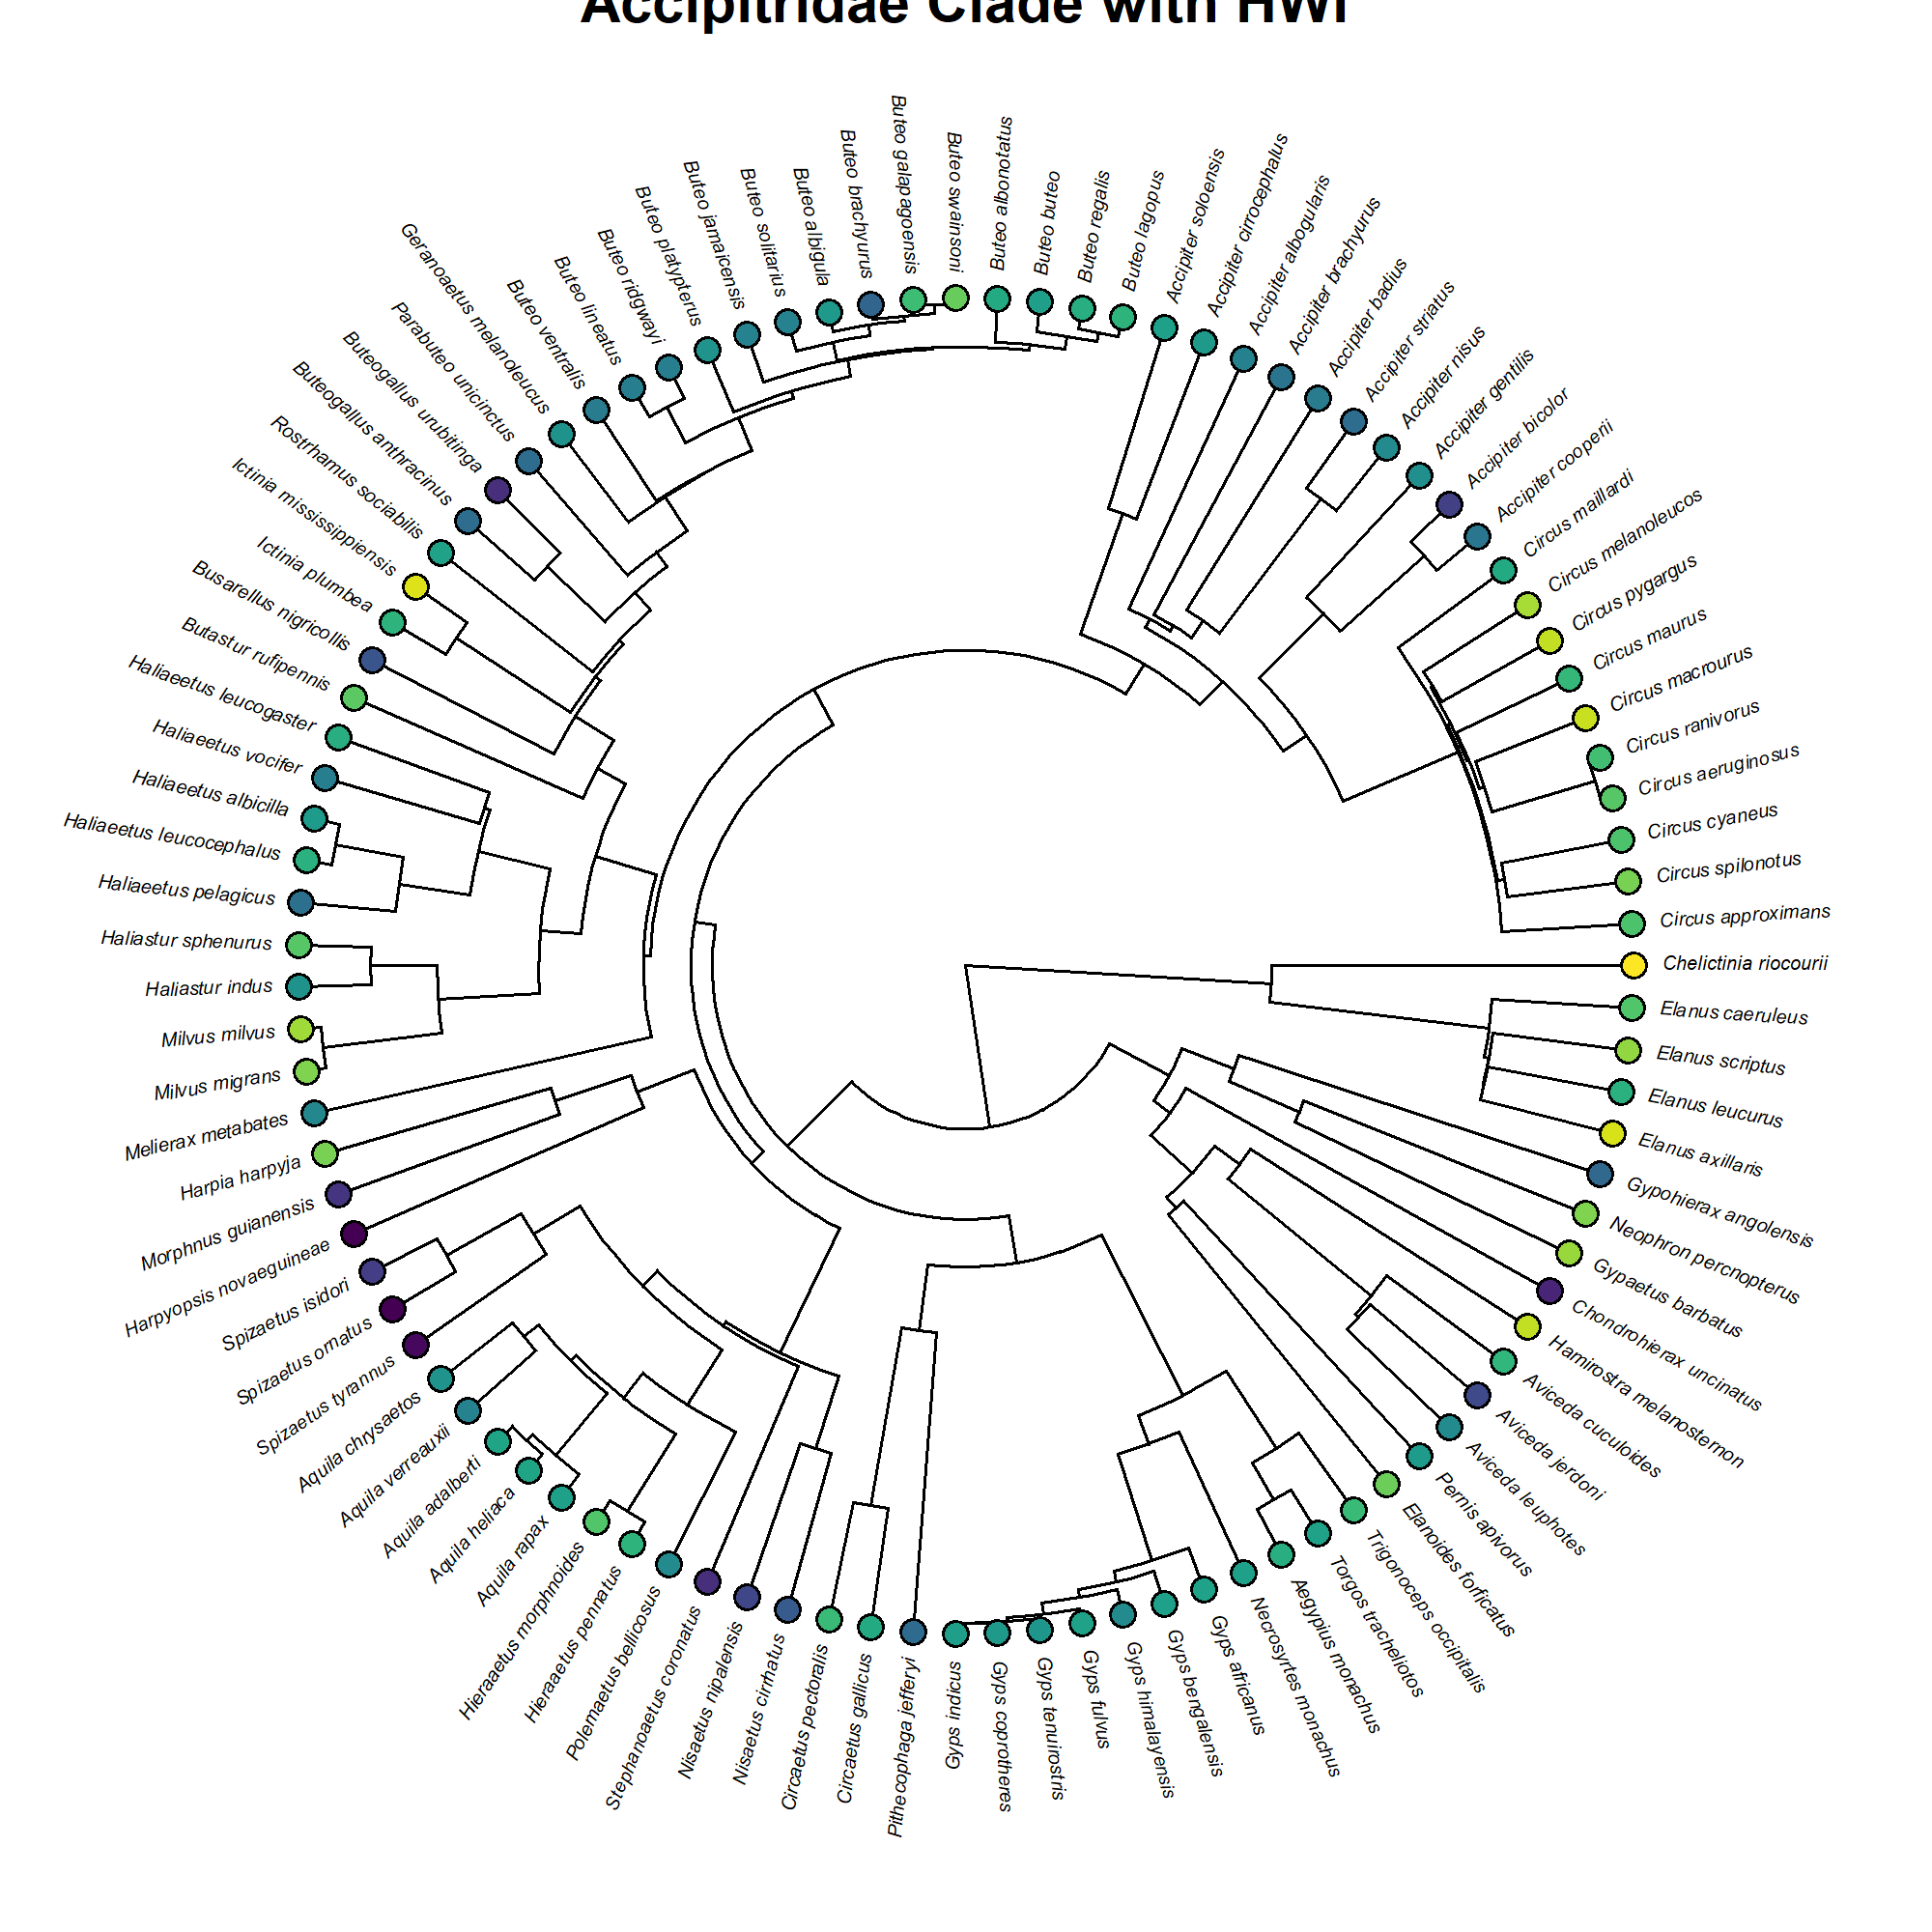 Accipitridae Clade with HWI
Buteo galapagoensis
Buteo swainsoni
Buteo albonotatus
Buteo buteo
Buteo regalis
Buteo lagopus
Accipiter soloensis
Accipiter cirrocephalus
Accipiter albogularis
Accipiter brachyurus
Accipiter badius
Accipiter striatus
Accipiter nisus
Accipiter gentilis
Accipiter bicolor
Accipiter cooperii
Circus maillardi
Circus melanoleucos
Circus pygargus
Circus maurus
Circus macrourus
Circus ranivorus
Circus aeruginosus
Circus cyaneus
Circus spilonotus
Circus approximans
Chelictinia riocourii
Elanus caeruleus
Elanus scriptus
Elanus leucurus
Elanus axillaris
Gypohierax angolensis
Neophron percnopterus
Gypaetus barbatus
Chondrohierax uncinatus
Hamirostra melanosternon
Aviceda cuculoides
Aviceda jerdoni
Aviceda leuphotes
Pernis apivorus
Elanoides forficatus
Trigonoceps occipitalis
Torgos tracheliotos
Aegypius monachus
Necrosyrtes monachus
Gyps africanus
Gyps bengalensis
Gyps himalayensis
Gyps fulvus
Gyps tenuirostris
Gyps coprotheres
Gyps indicus
Pithecophaga jefferyi
Circaetus gallicus
Circaetus pectoralis
Nisaetus cirrhatus
Nisaetus nipalensis
Stephanoaetus coronatus
Polemaetus bellicosus
Hieraaetus pennatus
Hieraaetus morphnoides
Aquila rapax
Aquila heliaca
Aquila adalberti
Aquila verreauxii
Aquila chrysaetos
Spizaetus tyrannus
Spizaetus ornatus
Spizaetus isidori
Harpyopsis novaeguineae
Morphnus guianensis
Harpia harpyja
Melierax metabates
Milvus migrans
Milvus milvus
Haliastur indus
Haliastur sphenurus
Haliaeetus pelagicus
Haliaeetus leucocephalus
Haliaeetus albicilla
Haliaeetus vocifer
Haliaeetus leucogaster
Butastur rufipennis
Busarellus nigricollis
Ictinia plumbea
Ictinia mississippiensis
Rostrhamus sociabilis
Buteogallus anthracinus
Buteogallus urubitinga
Parabuteo unicinctus
Geranoaetus melanoleucus
Buteo ventralis
Buteo lineatus
Buteo ridgwayi
Buteo platypterus
Buteo jamaicensis
Buteo solitarius
Buteo albigula
Buteo brachyurus